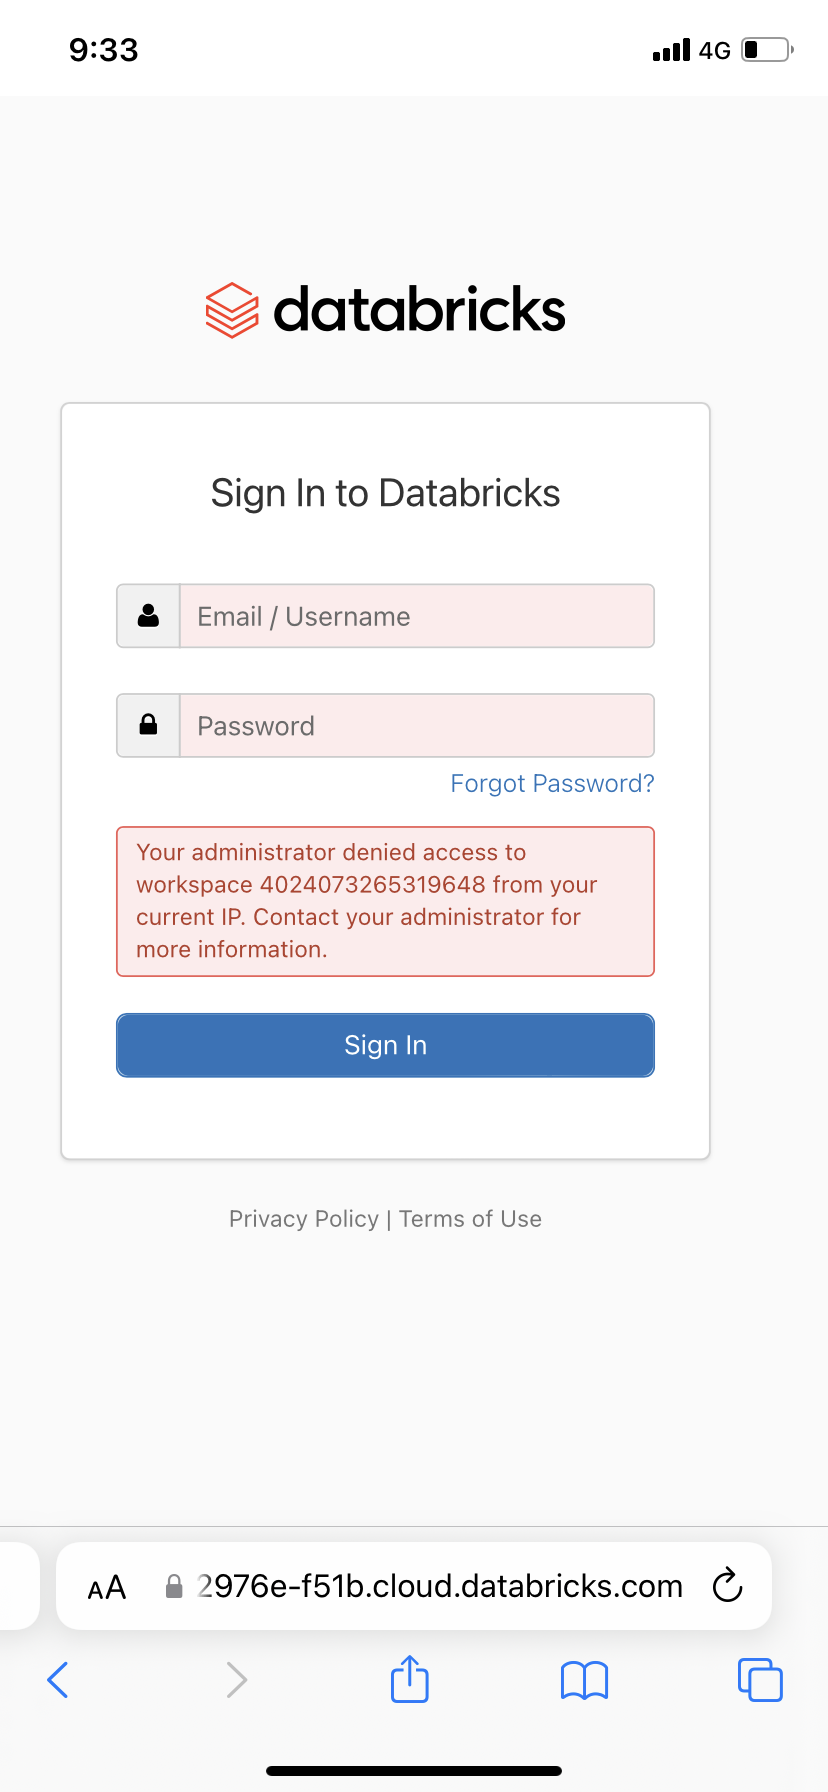 9:33
4G
databricks
Sign In to Databricks
Email / Username
Password
Forgot Password?
Your administrator denied access to
workspace 4024073265319648 from your
current IP. Contact your administrator for
more information.
Sign In
Privacy Policy | Terms of Use
AA
2976e-f51b.cloud.databricks.com